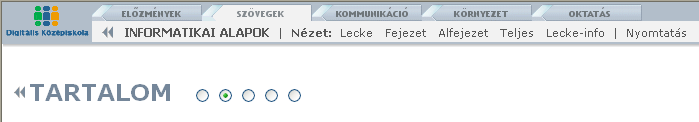 ELŐZMÉNYEK SZÖVEGEK KOMMUNIKÁCIÓ KÖRNYEZET OKTATÁS
Digitális Középiskola
INFORMATIKAI ALAPOK | Nézet: Lecke Fejezet Alfejezet Teljes Lecke-info | Nyomtatás
TARTALOM